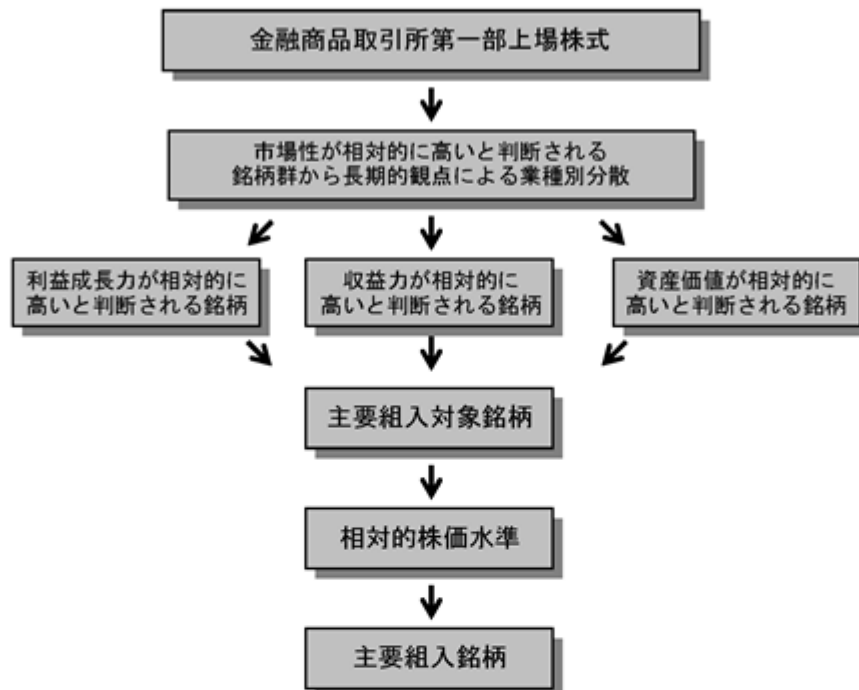 金融商品取引所第一部上場株式
市場性が相対的に高いと判断される
銘柄群から長期的観点による業種別分散
利益成長力が相対的に
高いと判断される銘柄
収益力が相対的に
高いと判断される銘柄
資産価値が相対的に
高いと判断される銘柄
主要組入対象銘柄
相対的株価水準
主要組入銘柄